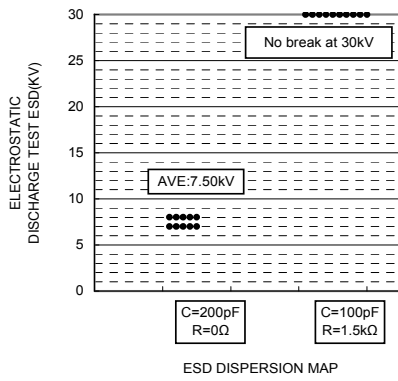 30
25
20
15
10
5
0
ELECTROSTATIC
DISCHARGE TEST ESD(KV)
No break at 30kV
AVE:7.50kV
C=200pF
R=0Ω
C=100pF
R=1.5kΩ
ESD DISPERSION MAP